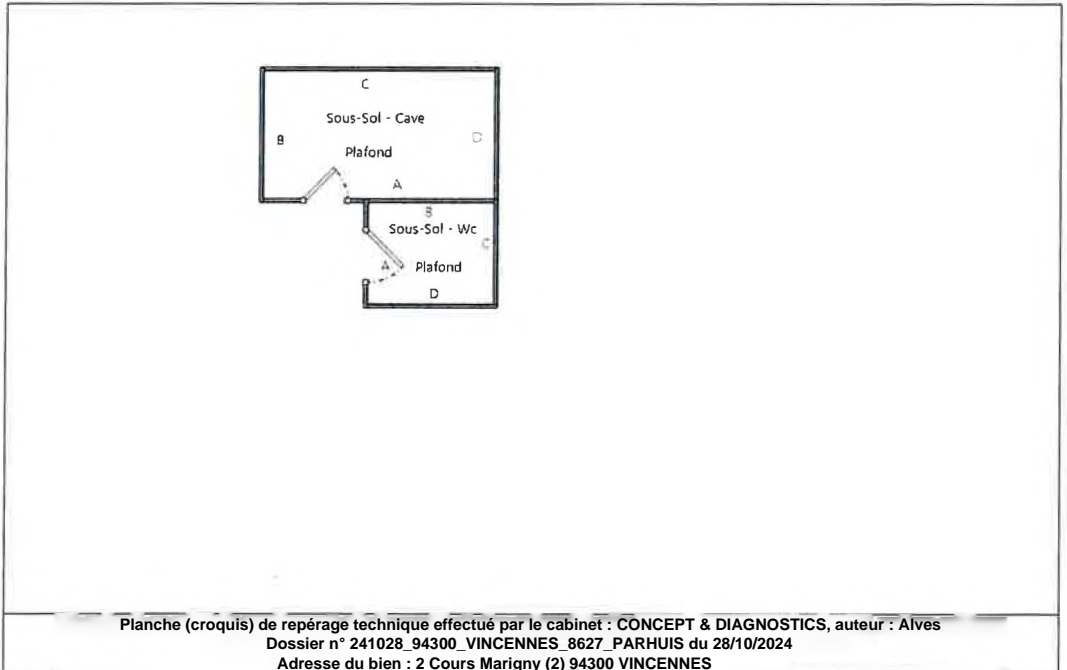 C
Sous-Sol - Cave
B
D
Plafond
A
B
Sous-Sol - Wc
C
A
Plafond
D
Planche (croquis) de repérage technique effectué par le cabinet : CONCEPT & DIAGNOSTICS, auteur : Alves
Dossier n° 241028_94300_VINCENNES_8627_PARHUIS du 28/10/2024
Adresse du bien : 2 Cours Marigny (2) 94300 VINCENNES